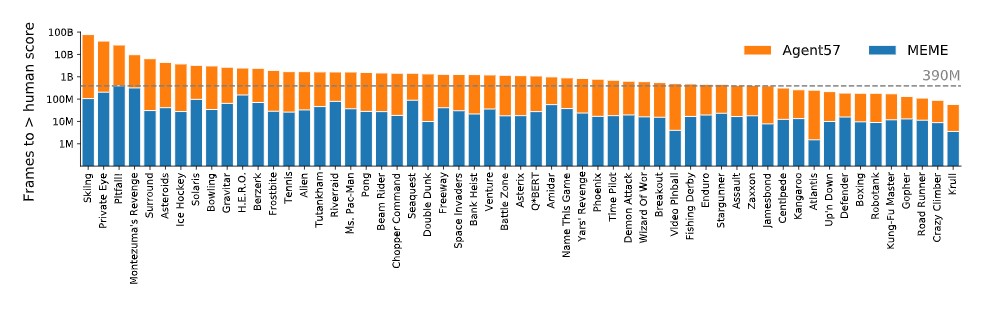 Frames to > human score
100B
10B
1B
100M
10M
1M
Agent57
MEME
390M
Skiing
Private Eye
Pitfall!
Montezuma's Revenge
Surround
Asteroids
Ice Hockey
Solaris
Bowling
Gravitar
H.E.R.O.
Berzerk
Frostbite
Tennis
Alien
Tutankham
Riverraid
Ms. Pac-Man
Pong
Beam Rider
Chopper Command
Seaquest
Double Dunk
Freeway
Space Invaders
Bank Heist
Venture
Battle Zone
Asterix
Q*BERT
Amidar
Name This Game
Yars' Revenge
Phoenix
Time Pilot
Demon Attack
Wizard Of Wor
Breakout
Video Pinball
Fishing Derby
Enduro
Stargunner
Assault
Zaxxon
Jamesbond
Centipede
Kangaroo
Atlantis
Up'n Down
Defender
Boxing
Robotank
Kung-Fu Master
Gopher
Road Runner
Crazy Climber
Krull